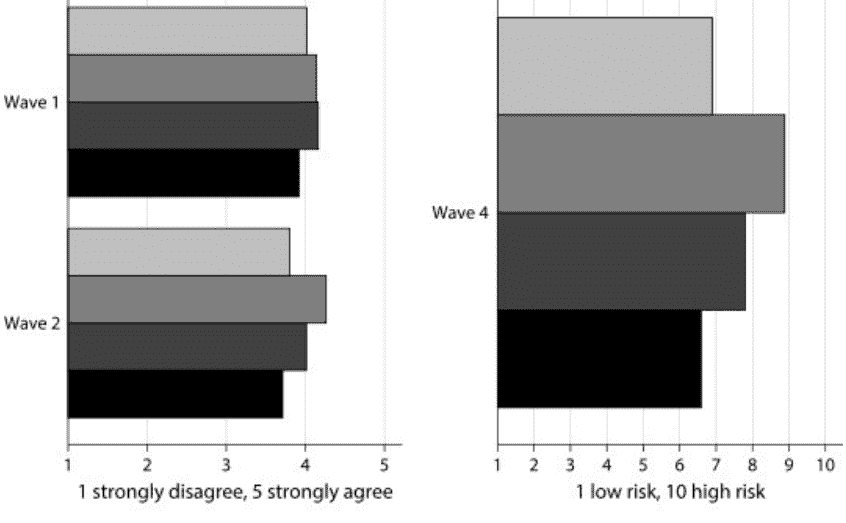 Wave 1
Wave 2
1 2 3 4 5
1 strongly disagree, 5 strongly agree
Wave 4
1 2 3 4 5 6 7 8 9 10
1 low risk, 10 high risk